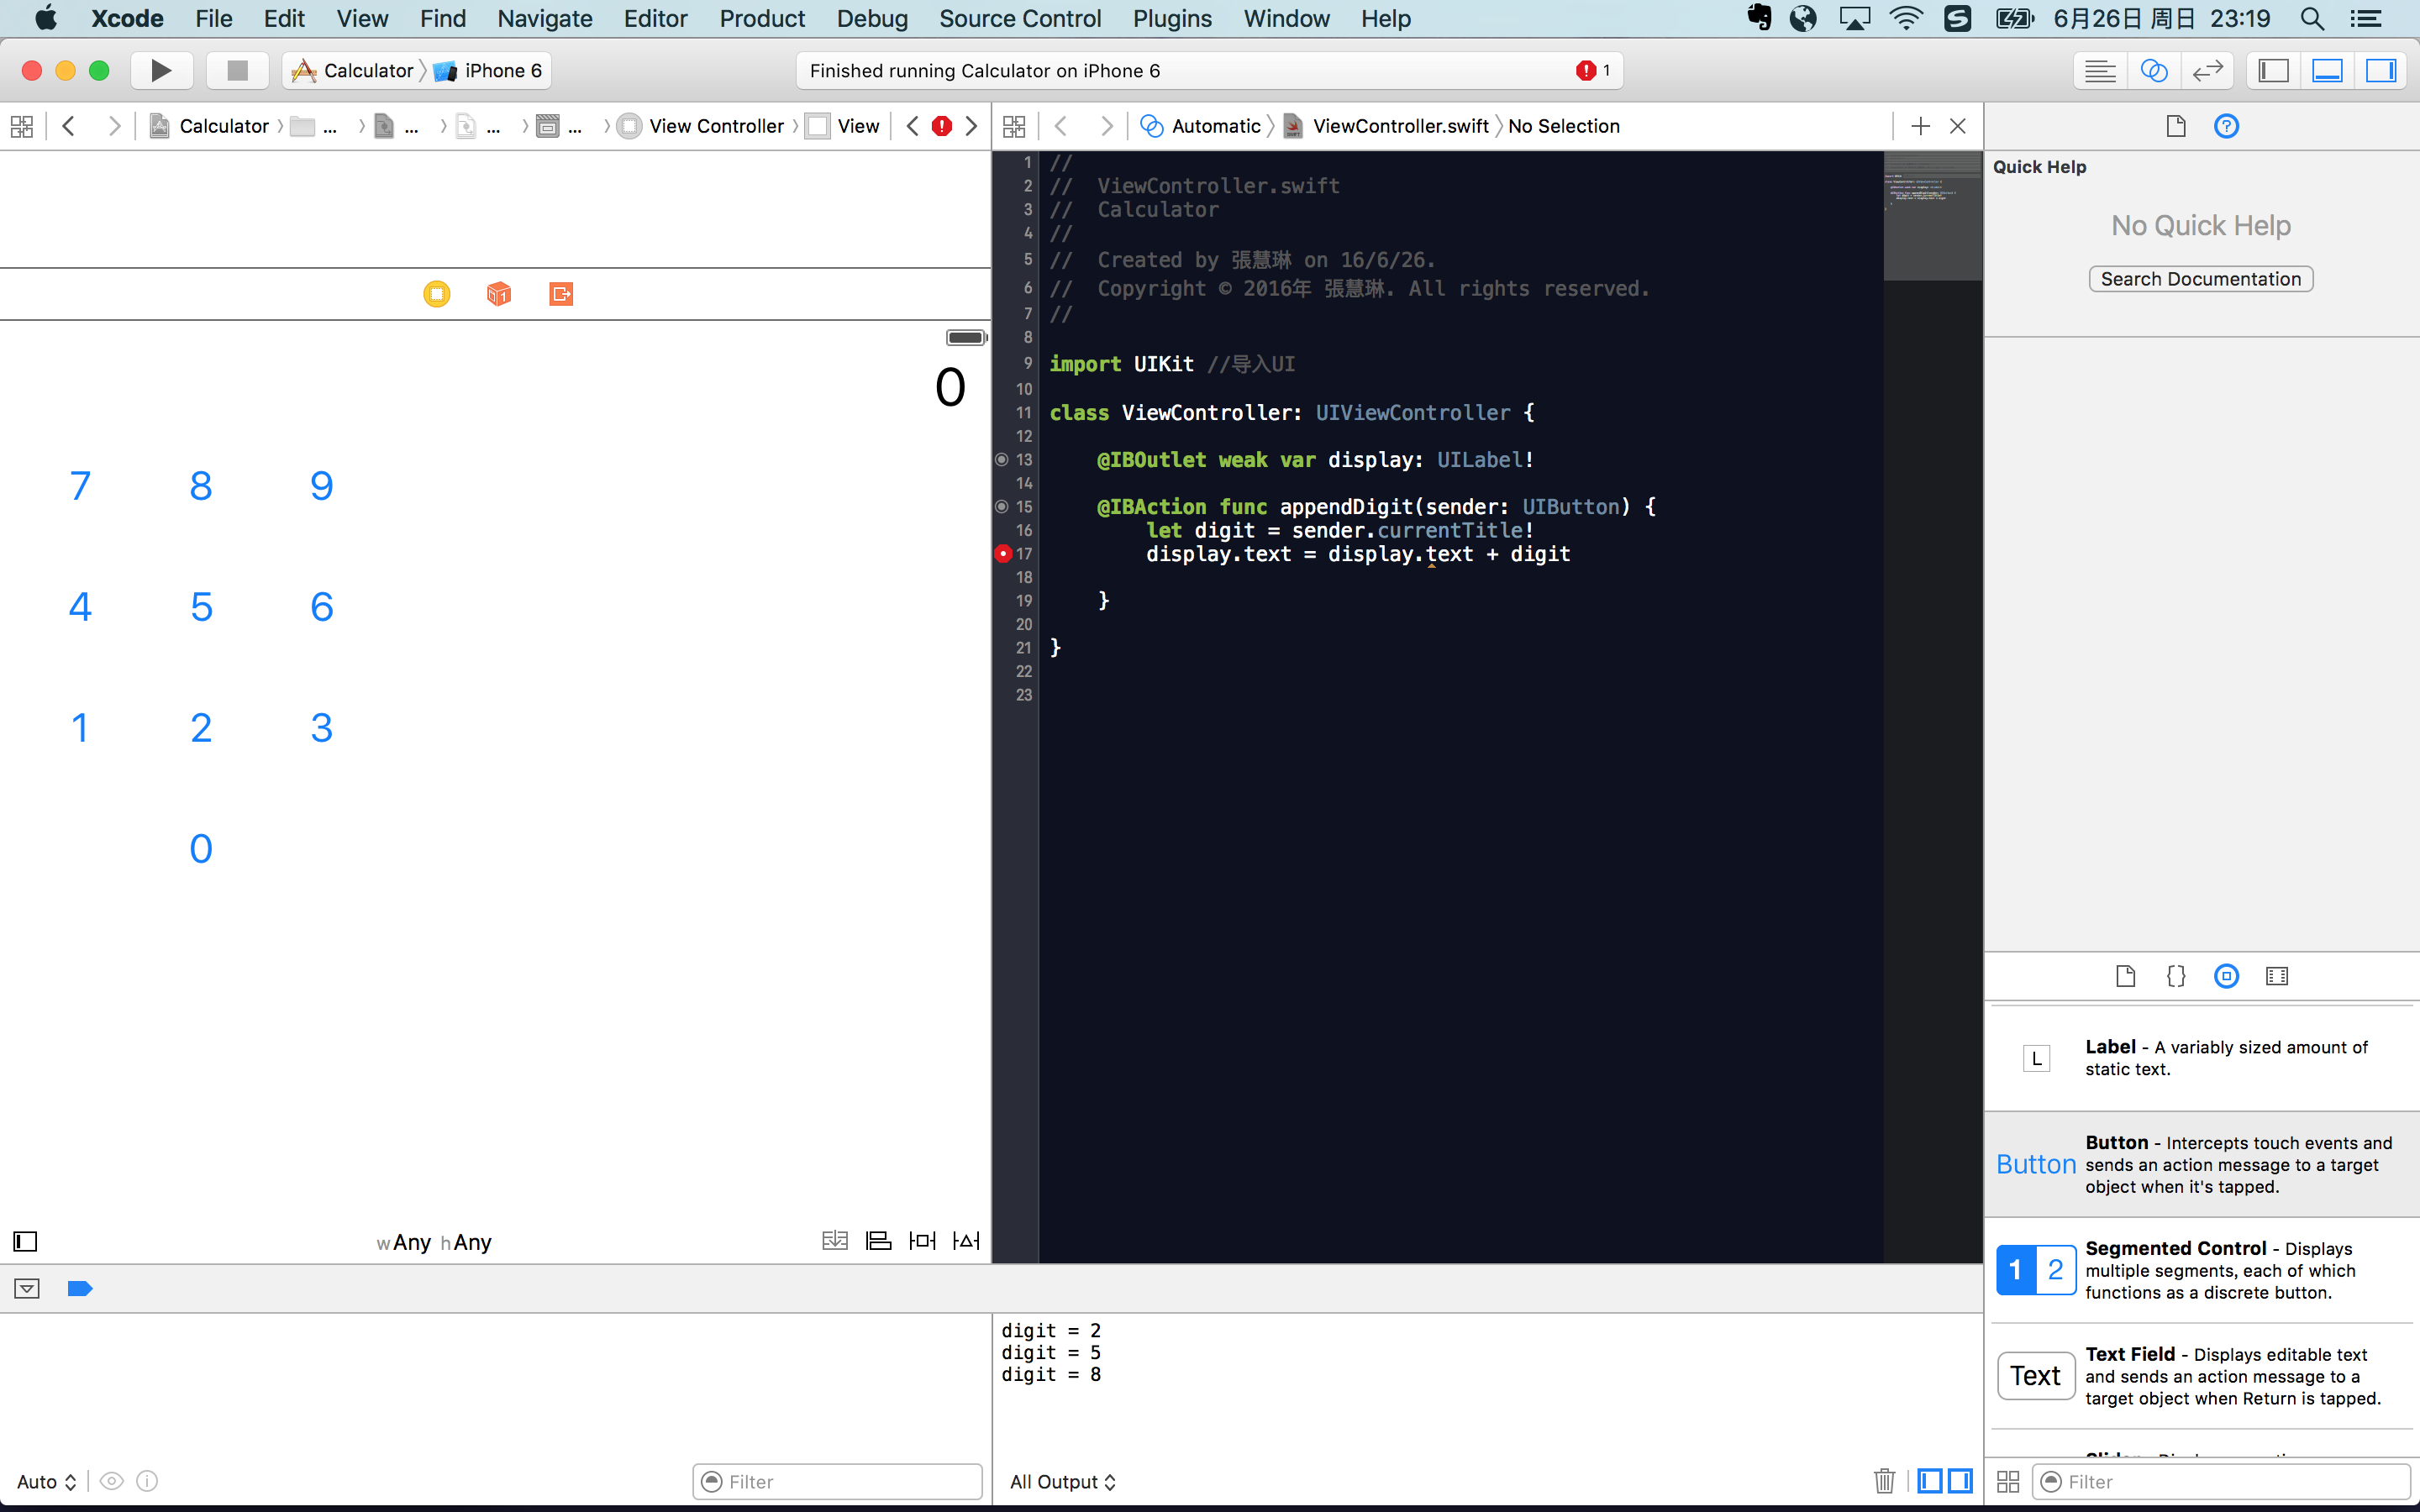 Xcode File Edit View Find Navigate Editor Product Debug Source Control Plugins Window Help 6月26日 周日 23:19
Calculator iPhone 6
Finished running Calculator on iPhone 6 1
Calculator ... ... ... ... View Controller View
Automatic ViewController.swift No Selection
0
7 8 9
4 5 6
1 2 3
0
wAny hAny
1 //
2 // ViewController.swift
3 // Calculator
4 //
5 // Created by 張慧琳 on 16/6/26.
6 // Copyright © 2016年 張慧琳. All rights reserved.
7 //
8
9 import UIKit //导入UI
10
11 class ViewController: UIViewController {
12
13 @IBOutlet weak var display: UILabel!
14
15 @IBAction func appendDigit(sender: UIButton) {
16 let digit = sender.currentTitle!
17 display.text = display.text + digit
18
19 }
20
21 }
22
23
Quick Help
No Quick Help
Search Documentation
L
Label - A variably sized amount of
static text.
Button
Button - Intercepts touch events and
sends an action message to a target
object when it's tapped.
1 2
Segmented Control - Displays
multiple segments, each of which
functions as a discrete button.
Text
Text Field - Displays editable text
and sends an action message to a
target object when Return is tapped.
Filter
digit = 2
digit = 5
digit = 8
Auto
Filter
All Output